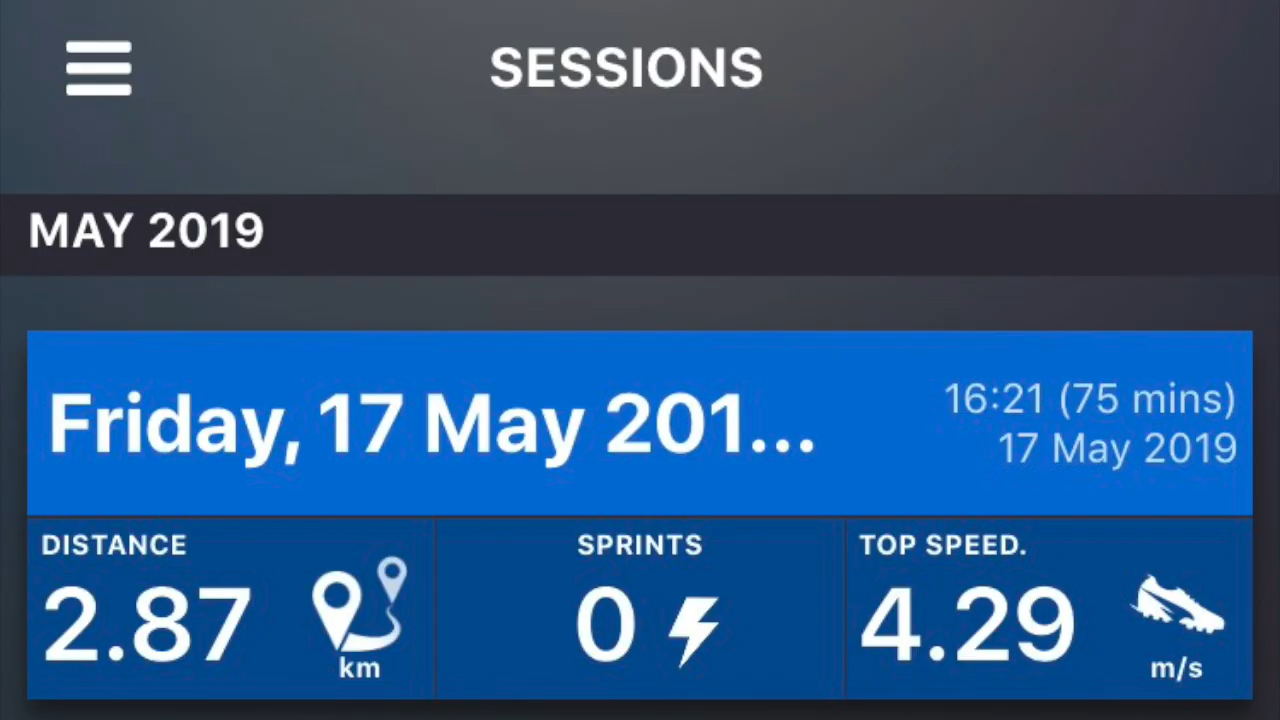 SESSIONS
MAY 2019
Friday, 17 May 201...
16:21 (75 mins)
17 May 2019
DISTANCE
2.87
km
SPRINTS
0
TOP SPEED.
4.29
m/s